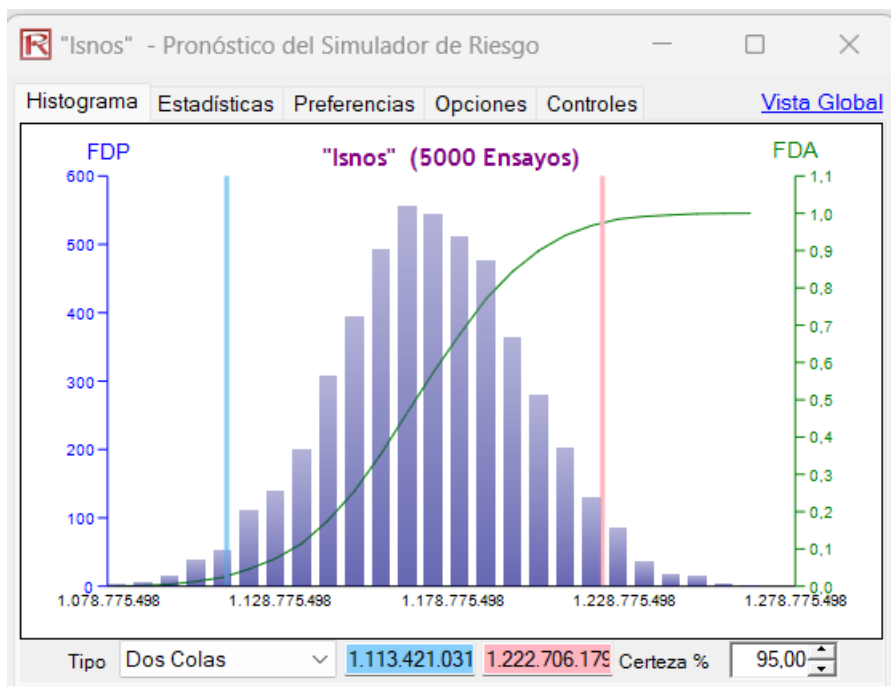 "Isnos" - Pronóstico del Simulador de Riesgo
Histograma Estadísticas Preferencias Opciones Controles Vista Global
FDP "Isnos" (5000 Ensayos) FDA
600 1,1
1,0
500 0,9
0,8
400 0,7
0,6
300 0,5
0,4
200 0,3
100 0,2
0,1
0 0,0
1.078.775.498 1.128.775.498 1.178.775.498 1.228.775.498 1.278.775.498
Tipo Dos Colas 1.113.421.031 1.222.706.179 Certeza % 95,00